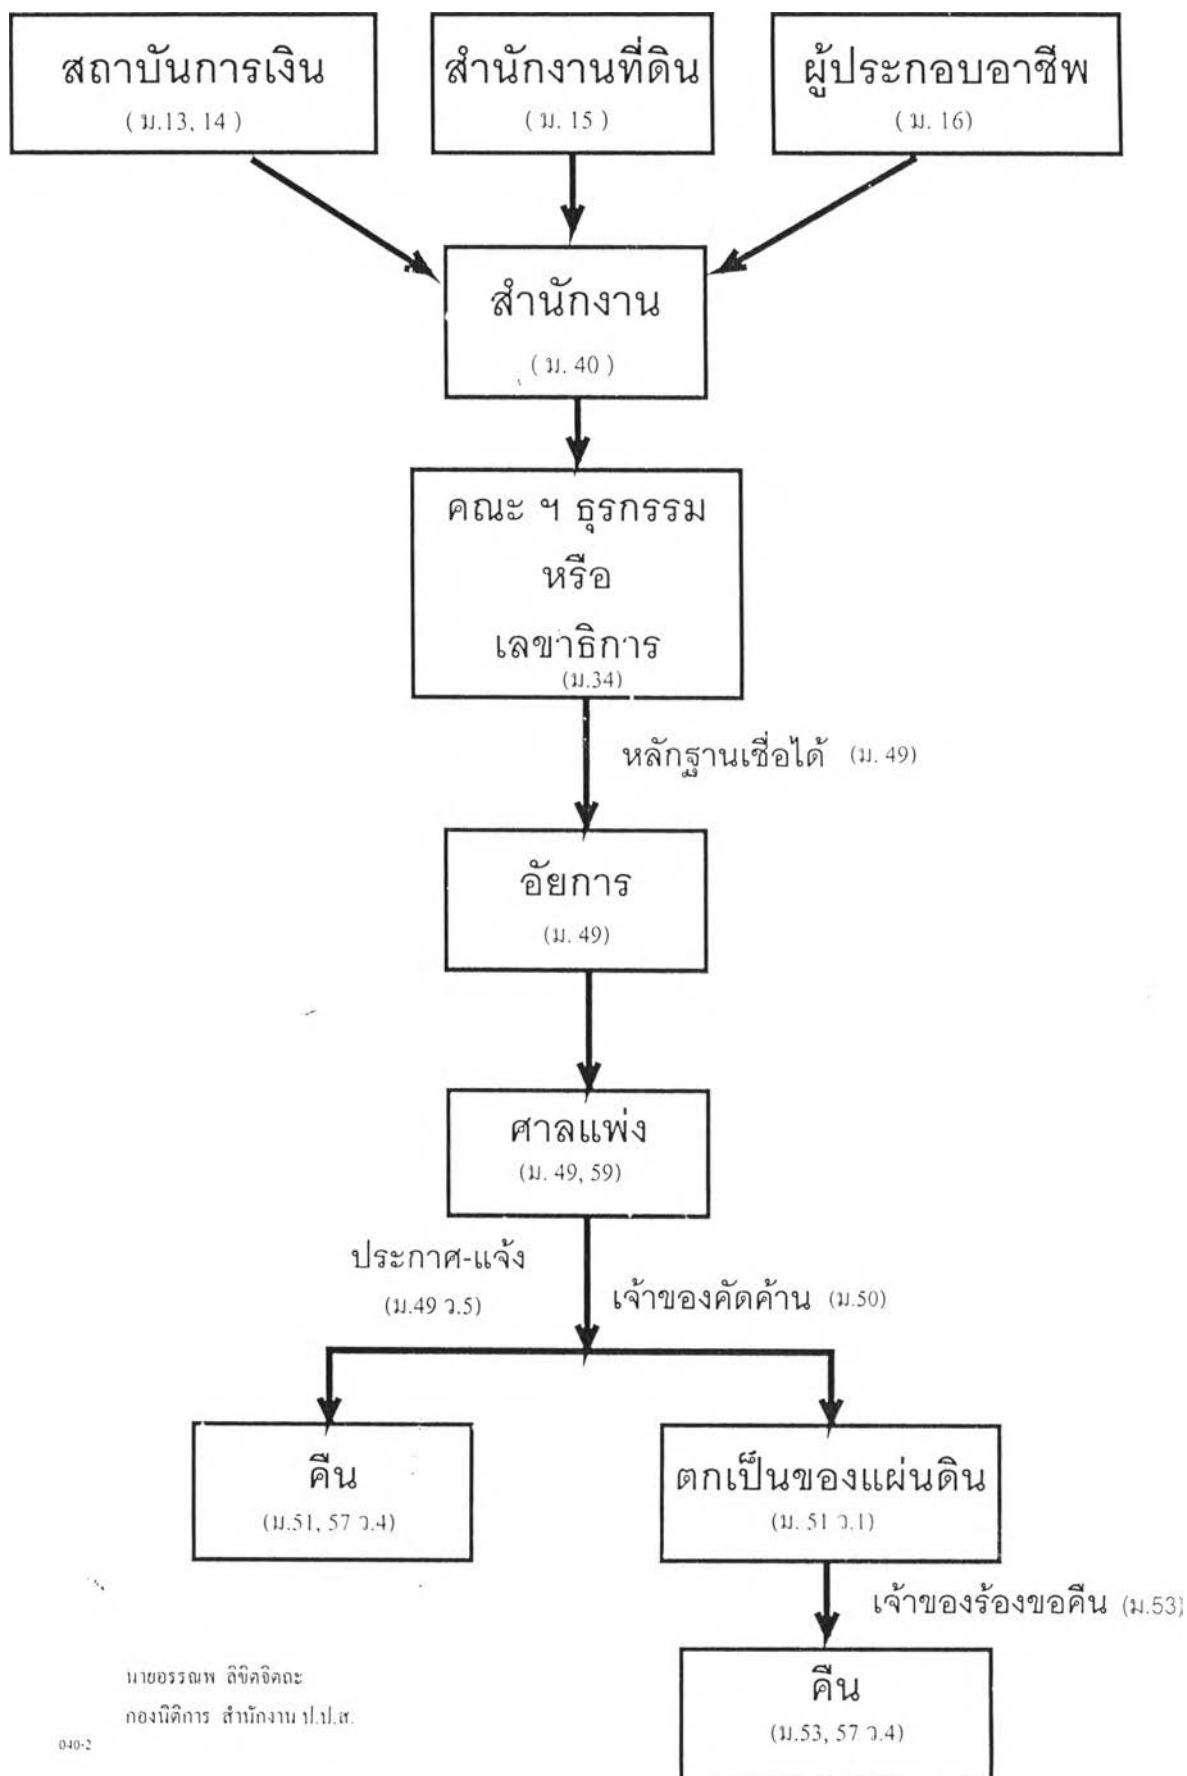 สถาบันการเงิน
( ม.13, 14 )
สำนักงานที่ดิน
( ม. 15 )
ผู้ประกอบอาชีพ
( ม. 16)
สำนักงาน
( ม. 40 )
คณะ ฯ ธุรกรรม
หรือ
เลขาธิการ
(ม.34)
หลักฐานเชื่อได้ (ม. 49)
อัยการ
(ม. 49)
ศาลแพ่ง
(ม. 49, 59)
ประกาศ-แจ้ง
(ม.49 ว.5)
เจ้าของคัดค้าน (ม.50)
คืน
(ม.51, 57 ว.4)
ตกเป็นของแผ่นดิน
(ม. 51 ว.1)
เจ้าของร้องขอคืน (ม.53)
คืน
(ม.53, 57 ว.4)
นายอรรณพ ลิขิตจิตถะ
กองนิติการ สำนักงาน ป.ป.ส.
040-2